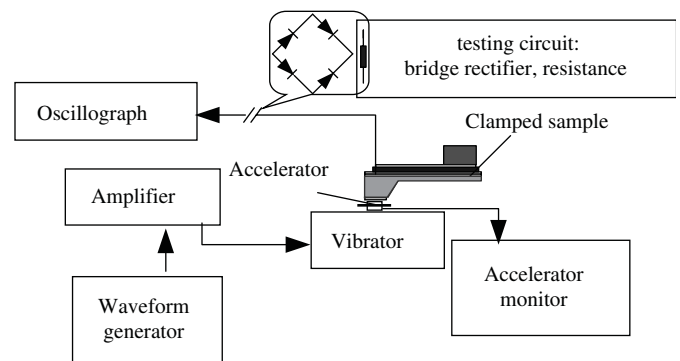 testing circuit:
bridge rectifier, resistance
Oscillograph
Clamped sample
Accelerator
Amplifier
Vibrator
Accelerator
monitor
Waveform
generator